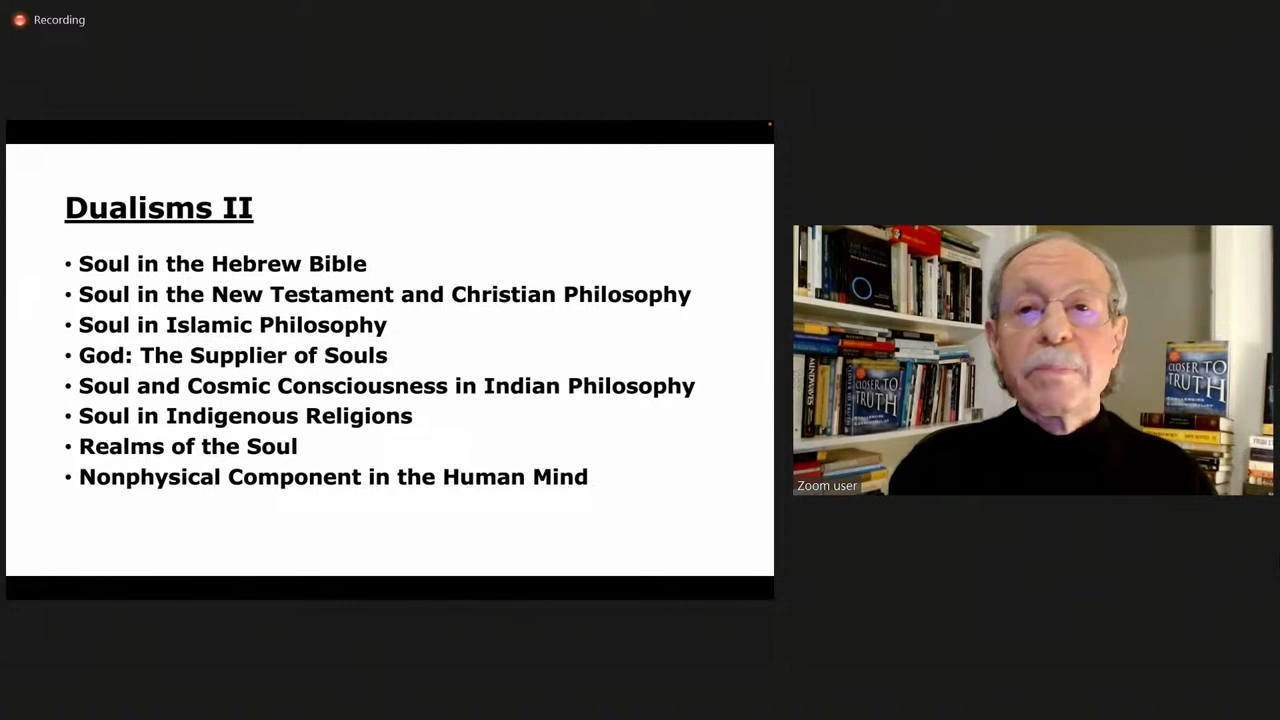 Recording
Dualisms II
• Soul in the Hebrew Bible
• Soul in the New Testament and Christian Philosophy
• Soul in Islamic Philosophy
• God: The Supplier of Souls
• Soul and Cosmic Consciousness in Indian Philosophy
• Soul in Indigenous Religions
• Realms of the Soul
• Nonphysical Component in the Human Mind
CLOSER TO
TRUTH
CLOSER TO
TRUTH
Zoom user